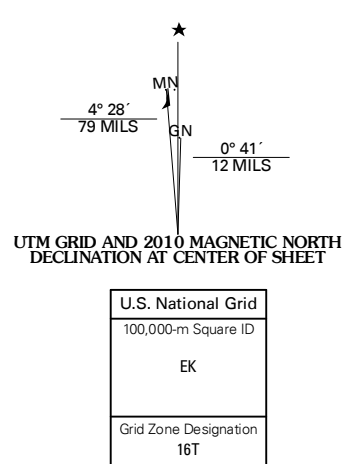 ★
MN
4° 28´
79 MILS
GN
0° 41´
12 MILS
UTM GRID AND 2010 MAGNETIC NORTH
DECLINATION AT CENTER OF SHEET
U.S. National Grid
100,000-m Square ID
EK
Grid Zone Designation
16T